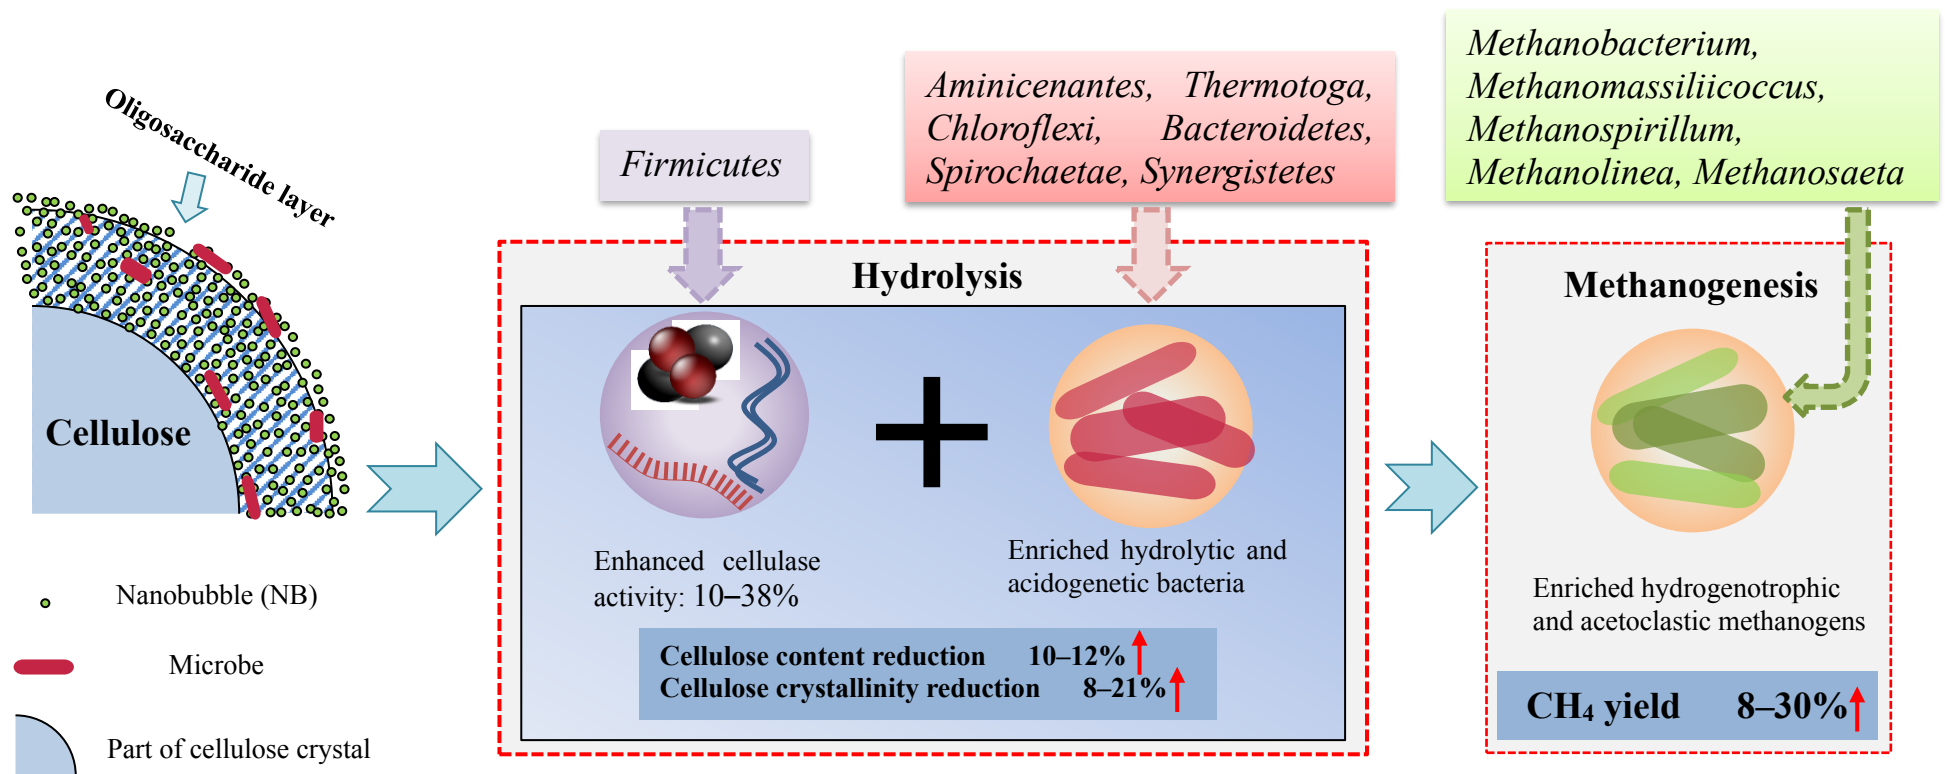 Oligosaccharide layer
Cellulose
Nanobubble (NB)
Microbe
Part of cellulose crystal
Firmicutes
Aminicenantes, Thermotoga,
Chloroflexi, Bacteroidetes,
Spirochaetae, Synergistetes
Hydrolysis
Enhanced cellulase
activity: 10–38%
Enriched hydrolytic and
acidogenetic bacteria
Cellulose content reduction 10–12%
Cellulose crystallinity reduction 8–21%
Methanobacterium,
Methanomassiliicoccus,
Methanospirillum,
Methanolinea, Methanosaeta
Methanogenesis
Enriched hydrogenotrophic
and acetoclastic methanogens
CH₄ yield 8–30%